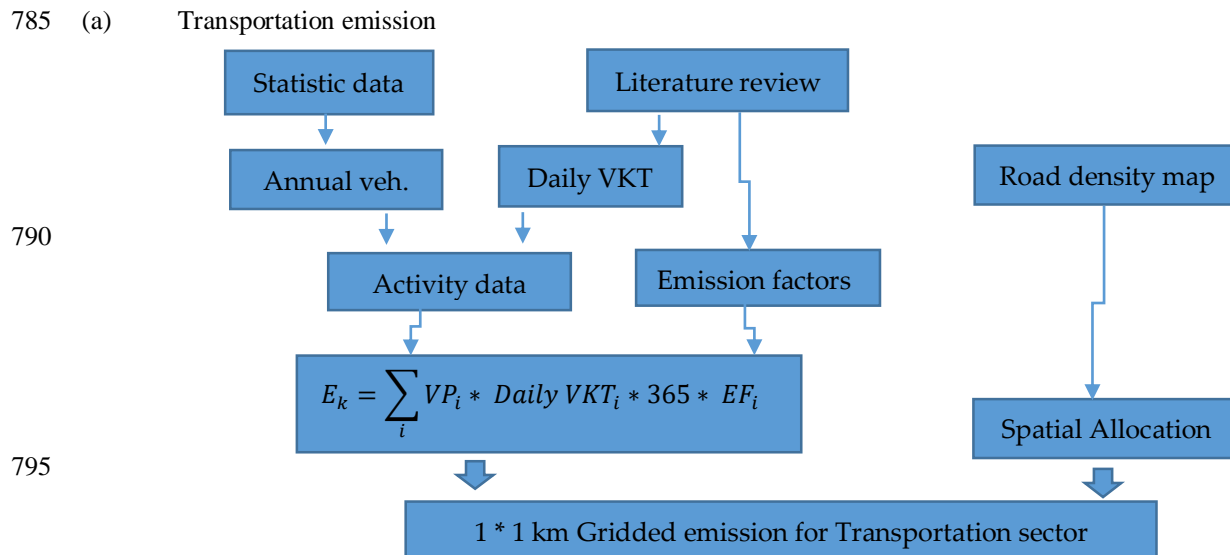 785 (a) Transportation emission
Statistic data
Literature review
Annual veh.
Daily VKT
Road density map
790
Activity data
Emission factors
E_k = ∑_i VP_i * Daily VKT_i * 365 * EF_i
Spatial Allocation
795
1 * 1 km Gridded emission for Transportation sector